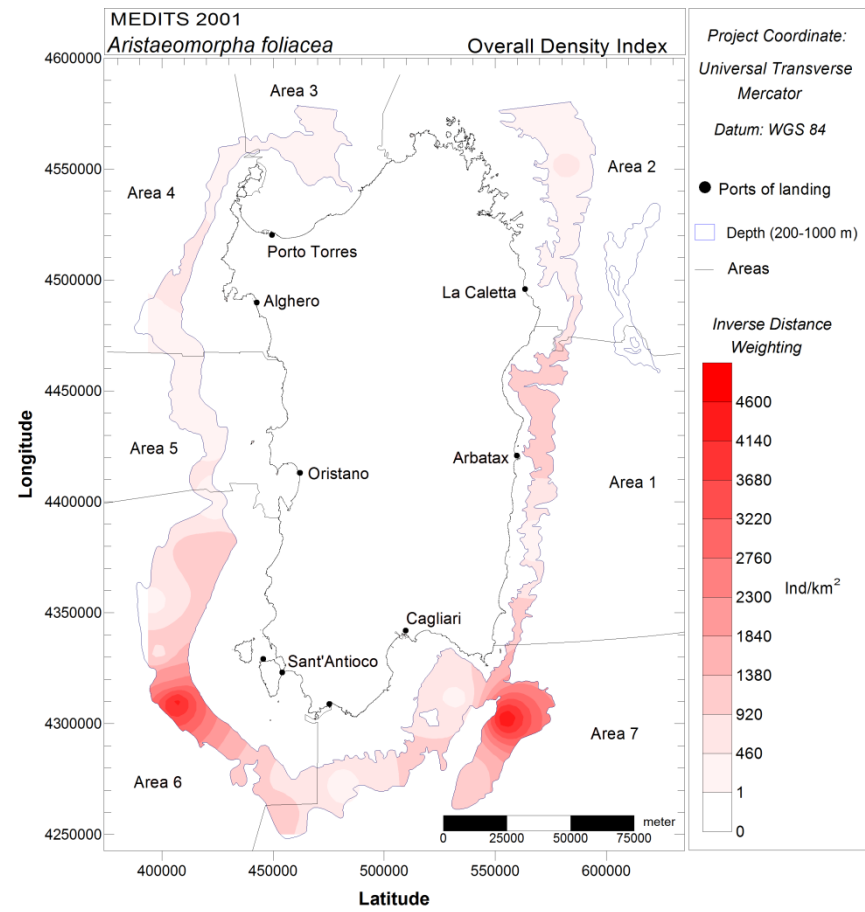 MEDITS 2001
Aristaeomorpha foliacea
Overall Density Index
Project Coordinate:
Universal Transverse
Mercator
Datum: WGS 84
Ports of landing
Depth (200-1000 m)
Areas
Inverse Distance
Weighting
4600
4140
3680
3220
2760
2300
1840
1380
920
460
1
0
Ind/km²
Longitude
4600000
4550000
4500000
4450000
4400000
4350000
4300000
4250000
Area 3
Area 2
Area 4
Porto Torres
La Caletta
Alghero
Area 5
Oristano
Arbatax
Area 1
Cagliari
Sant'Antioco
Area 6
Area 7
meter
0 25000 50000 75000
400000 450000 500000 550000 600000
Latitude